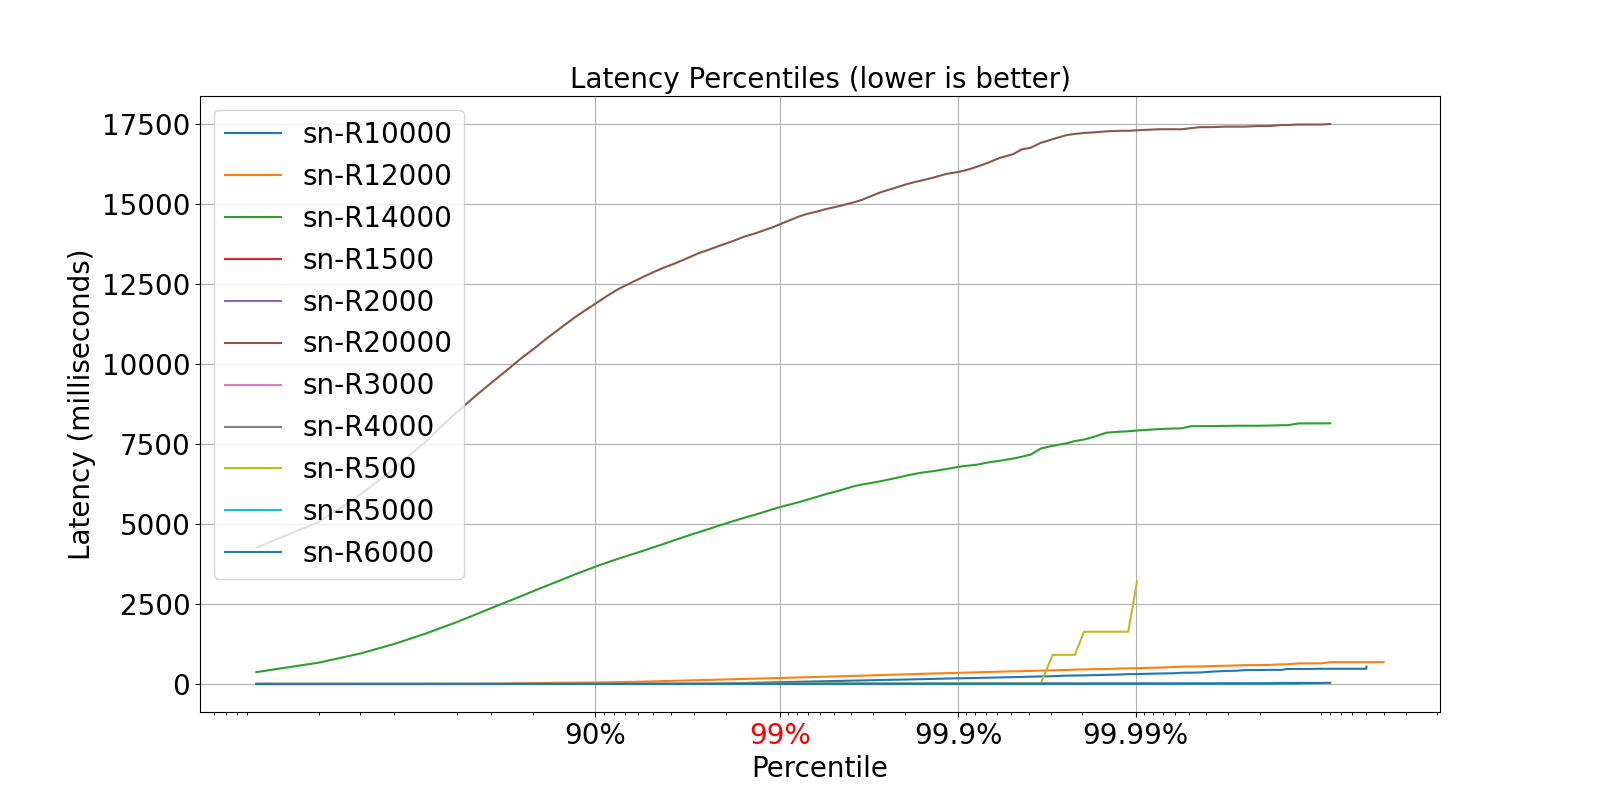 Latency Percentiles (lower is better)
17500
15000
12500
10000
7500
5000
2500
0
Latency (milliseconds)
sn-R10000
sn-R12000
sn-R14000
sn-R1500
sn-R2000
sn-R20000
sn-R3000
sn-R4000
sn-R500
sn-R5000
sn-R6000
90% 99% 99.9% 99.99%
Percentile